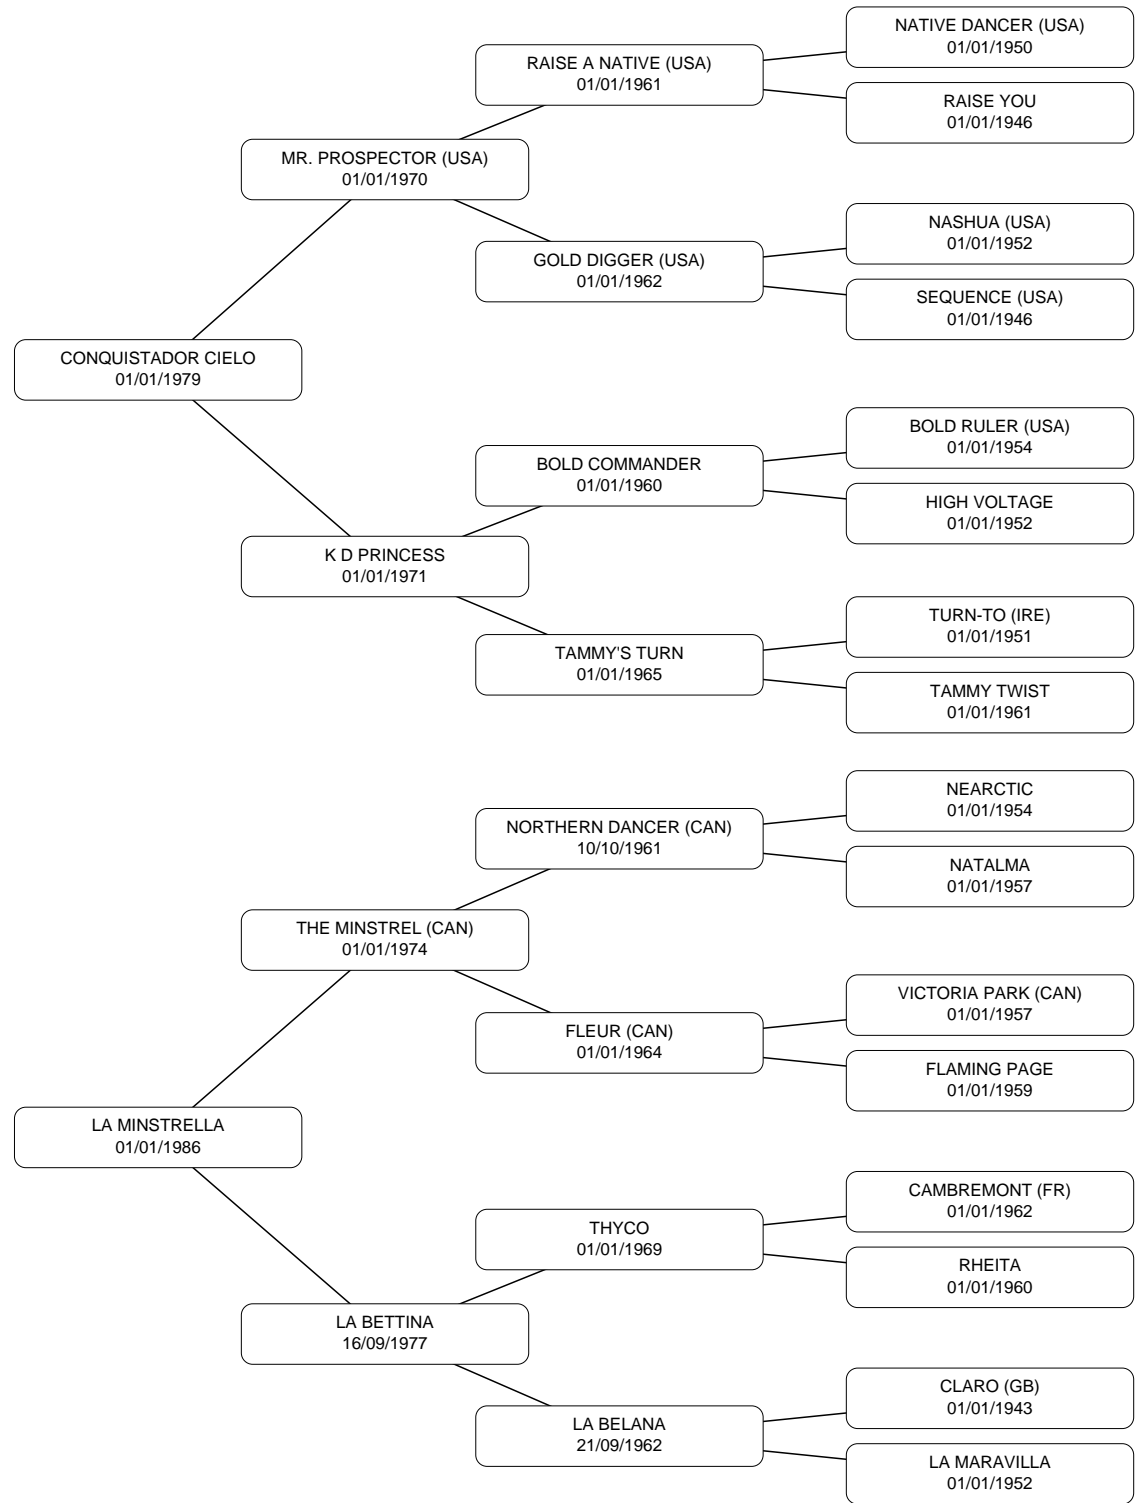 NATIVE DANCER (USA)
01/01/1950
RAISE A NATIVE (USA)
01/01/1961
RAISE YOU
01/01/1946
MR. PROSPECTOR (USA)
01/01/1970
NASHUA (USA)
01/01/1952
GOLD DIGGER (USA)
01/01/1962
SEQUENCE (USA)
01/01/1946
CONQUISTADOR CIELO
01/01/1979
BOLD RULER (USA)
01/01/1954
BOLD COMMANDER
01/01/1960
HIGH VOLTAGE
01/01/1952
K D PRINCESS
01/01/1971
TURN-TO (IRE)
01/01/1951
TAMMY'S TURN
01/01/1965
TAMMY TWIST
01/01/1961
NEARCTIC
01/01/1954
NORTHERN DANCER (CAN)
10/10/1961
NATALMA
01/01/1957
THE MINSTREL (CAN)
01/01/1974
VICTORIA PARK (CAN)
01/01/1957
FLEUR (CAN)
01/01/1964
FLAMING PAGE
01/01/1959
LA MINSTRELLA
01/01/1986
CAMBREMONT (FR)
01/01/1962
THYCO
01/01/1969
RHEITA
01/01/1960
LA BETTINA
16/09/1977
CLARO (GB)
01/01/1943
LA BELANA
21/09/1962
LA MARAVILLA
01/01/1952